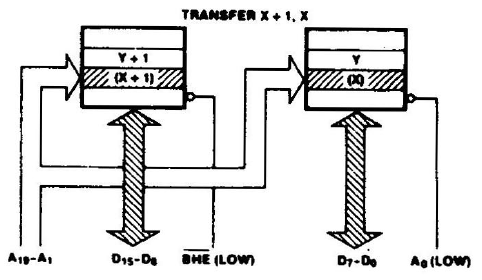 TRANSFER X + 1, X
Y + 1
Y
(X + 1)
(X)
A19-A1
D15-D8
BHE (LOW)
D7-D0
A0 (LOW)